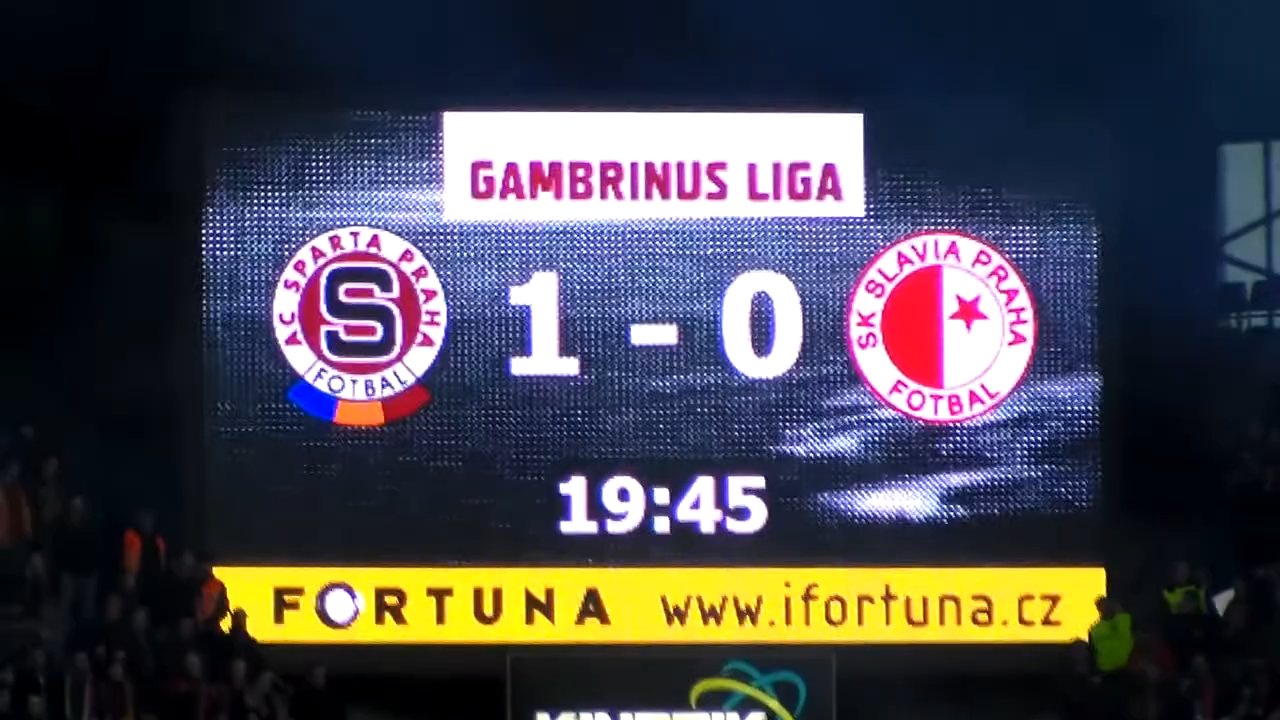 GAMBRINUS LIGA
AC SPARTA PRAHA
FOTBAL
1 - 0
SK SLAVIA PRAHA
FOTBAL
19:45
FORTUNA www.ifortuna.cz